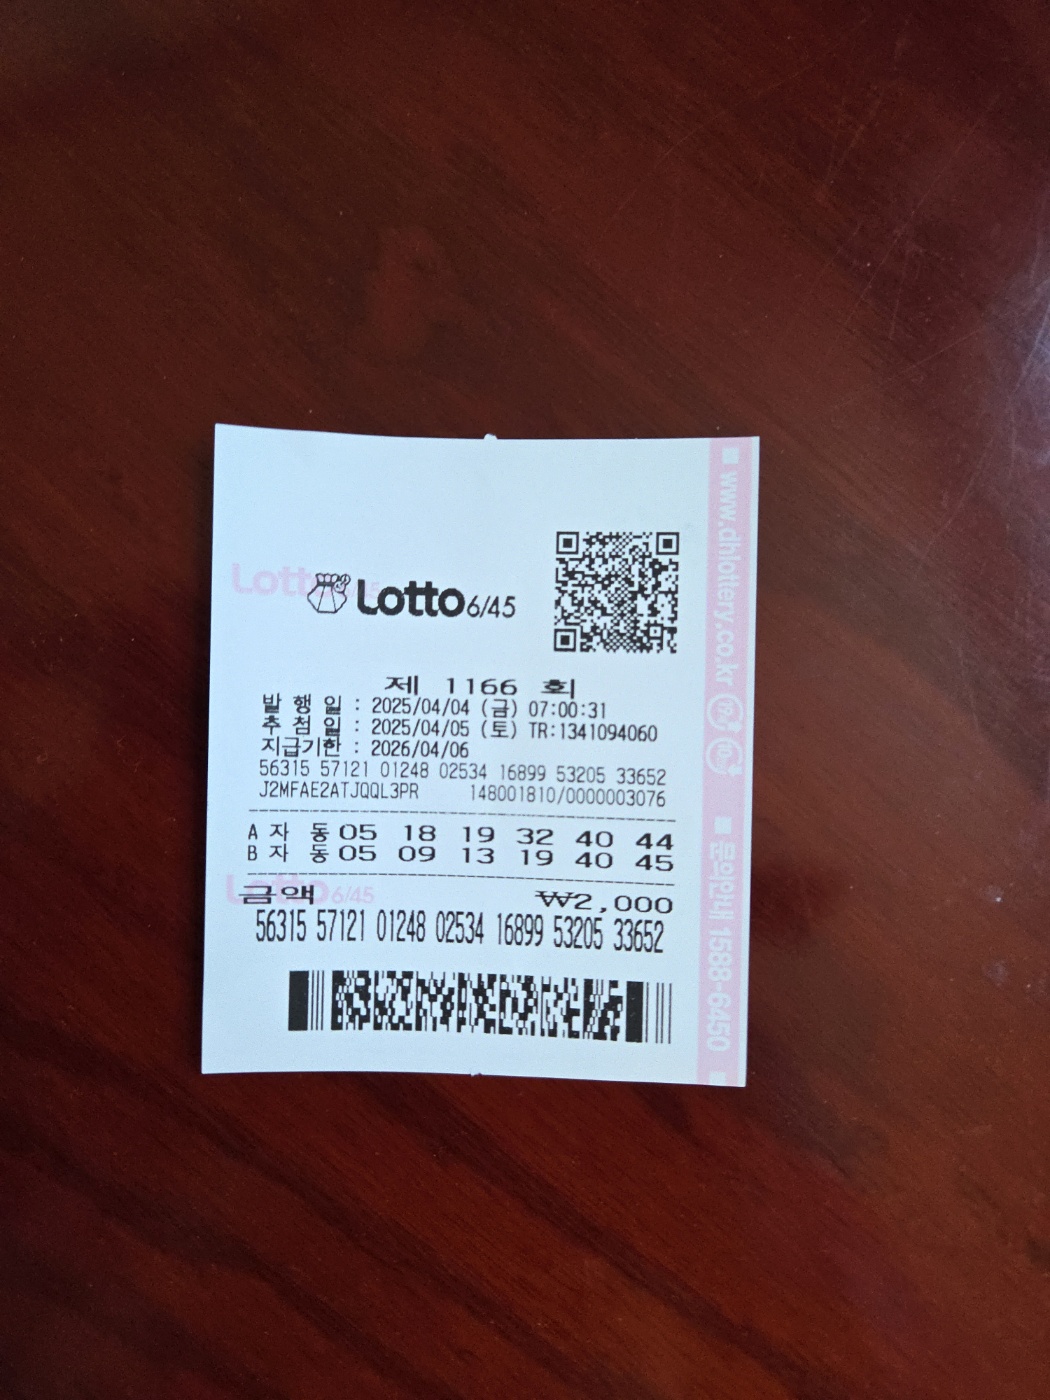 Lotto 6/45
제 1166 회
발 행 일 : 2025/04/04 (금) 07:00:31
추 첨 일 : 2025/04/05 (토) TR:1341094060
지급기한 : 2026/04/06
56315 57121 01248 02534 16899 53205 33652
J2MFAE2ATJQQL3PR 148001810/0000003076
A 자 동 05 18 19 32 40 44
B 자 동 05 09 13 19 40 45
Lotto 6/45
금액 ₩2,000
56315 57121 01248 02534 16899 53205 33652
■ www.dhlottery.co.kr
■ 문의안내 1588-6450 ■